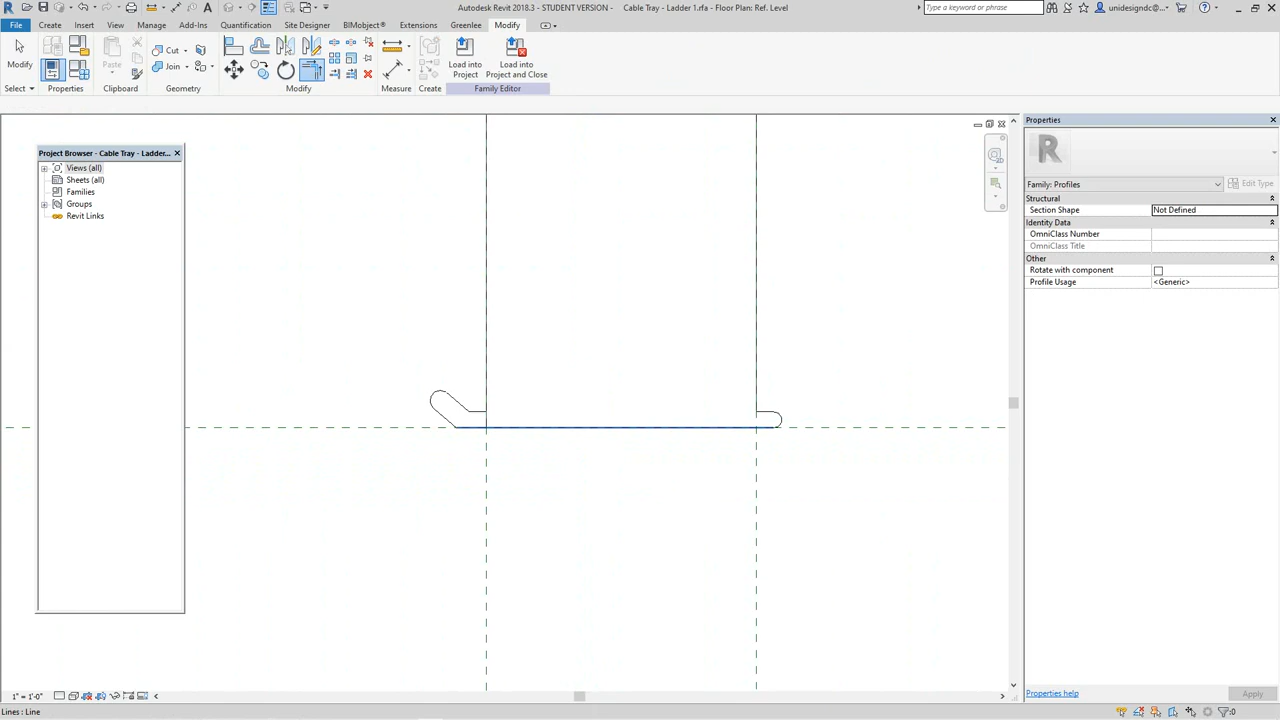 Autodesk Revit 2018.3 - STUDENT VERSION - Cable Tray - Ladder 1.rfa - Floor Plan: Ref. Level
Type a keyword or phrase
unidesigndc@...
File Create Insert View Manage Add-Ins Quantification Site Designer BIMobject® Extensions Greenlee Modify
Modify
Paste
Cut
Join
Load into
Project
Load into
Project and Close
Select Properties Clipboard Geometry Modify Measure Create Family Editor
Project Browser - Cable Tray - Ladder...
Views (all)
Sheets (all)
Families
Groups
Revit Links
Properties
R
Family: Profiles
Edit Type
Structural
Section Shape Not Defined
Identity Data
OmniClass Number
OmniClass Title
Other
Rotate with component
Profile Usage <Generic>
1" = 1'-0"
Properties help
Apply
Lines : Line
:0